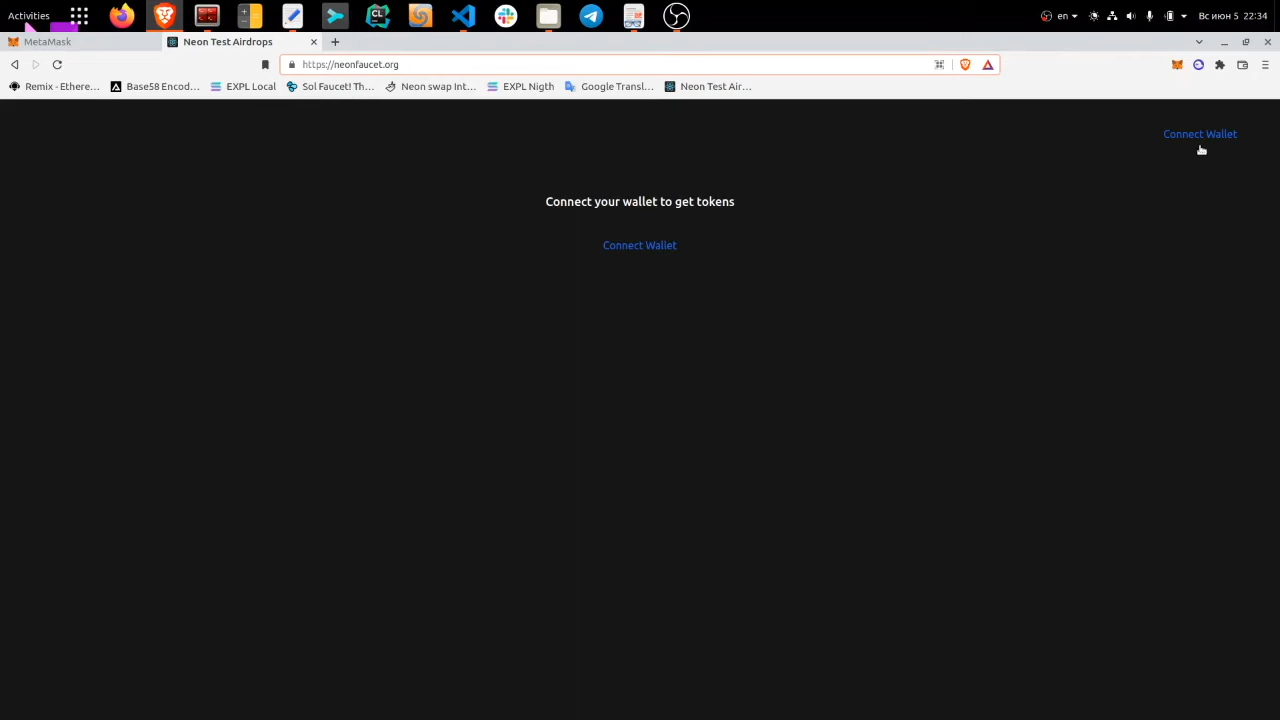 Activities
en
Вс июн 5 22:34
MetaMask
Neon Test Airdrops
https://neonfaucet.org
Remix - Ethere...
Base58 Encod...
EXPL Local
Sol Faucet! Th...
Neon swap Int...
EXPL Nigth
Google Transl...
Neon Test Air...
Connect Wallet
Connect your wallet to get tokens
Connect Wallet